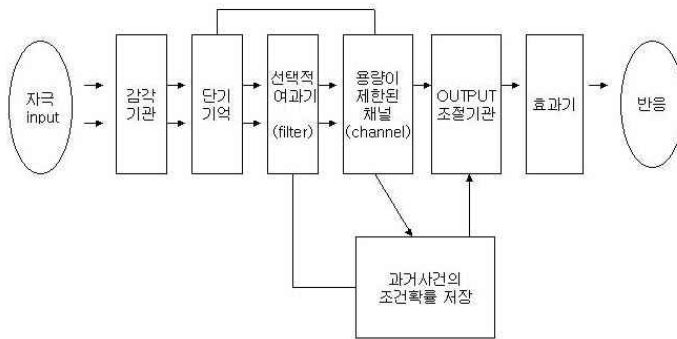 자극
input
감각
기관
단기
기억
선택적
여과기
(filter)
용량이
제한된
채널
(channel)
OUTPUT
조절기관
효과기
반응
과거사건의
조건확률 저장